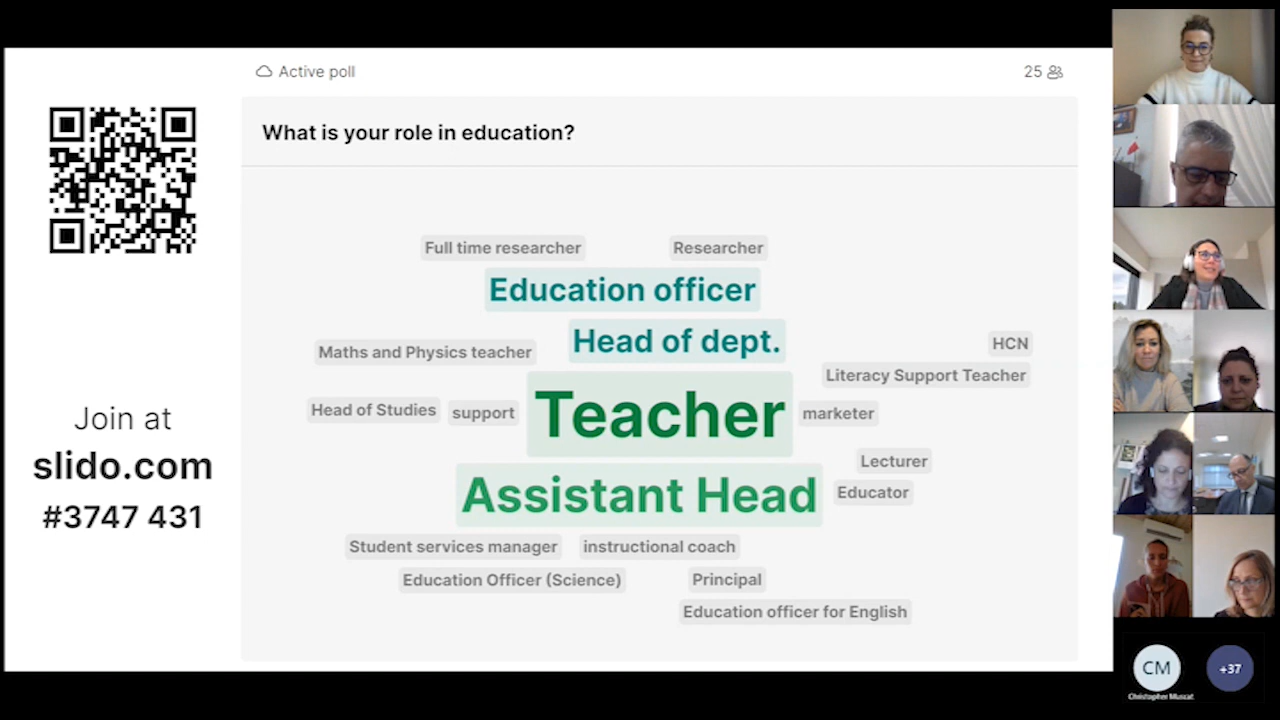 Active poll
25
What is your role in education?
Full time researcher
Researcher
Education officer
Head of dept.
Maths and Physics teacher
HCN
Literacy Support Teacher
Head of Studies
support
Teacher
marketer
Lecturer
Assistant Head
Educator
Student services manager
instructional coach
Education Officer (Science)
Principal
Education officer for English
Join at
slido.com
#3747 431
CM
Christopher Muscat
+37